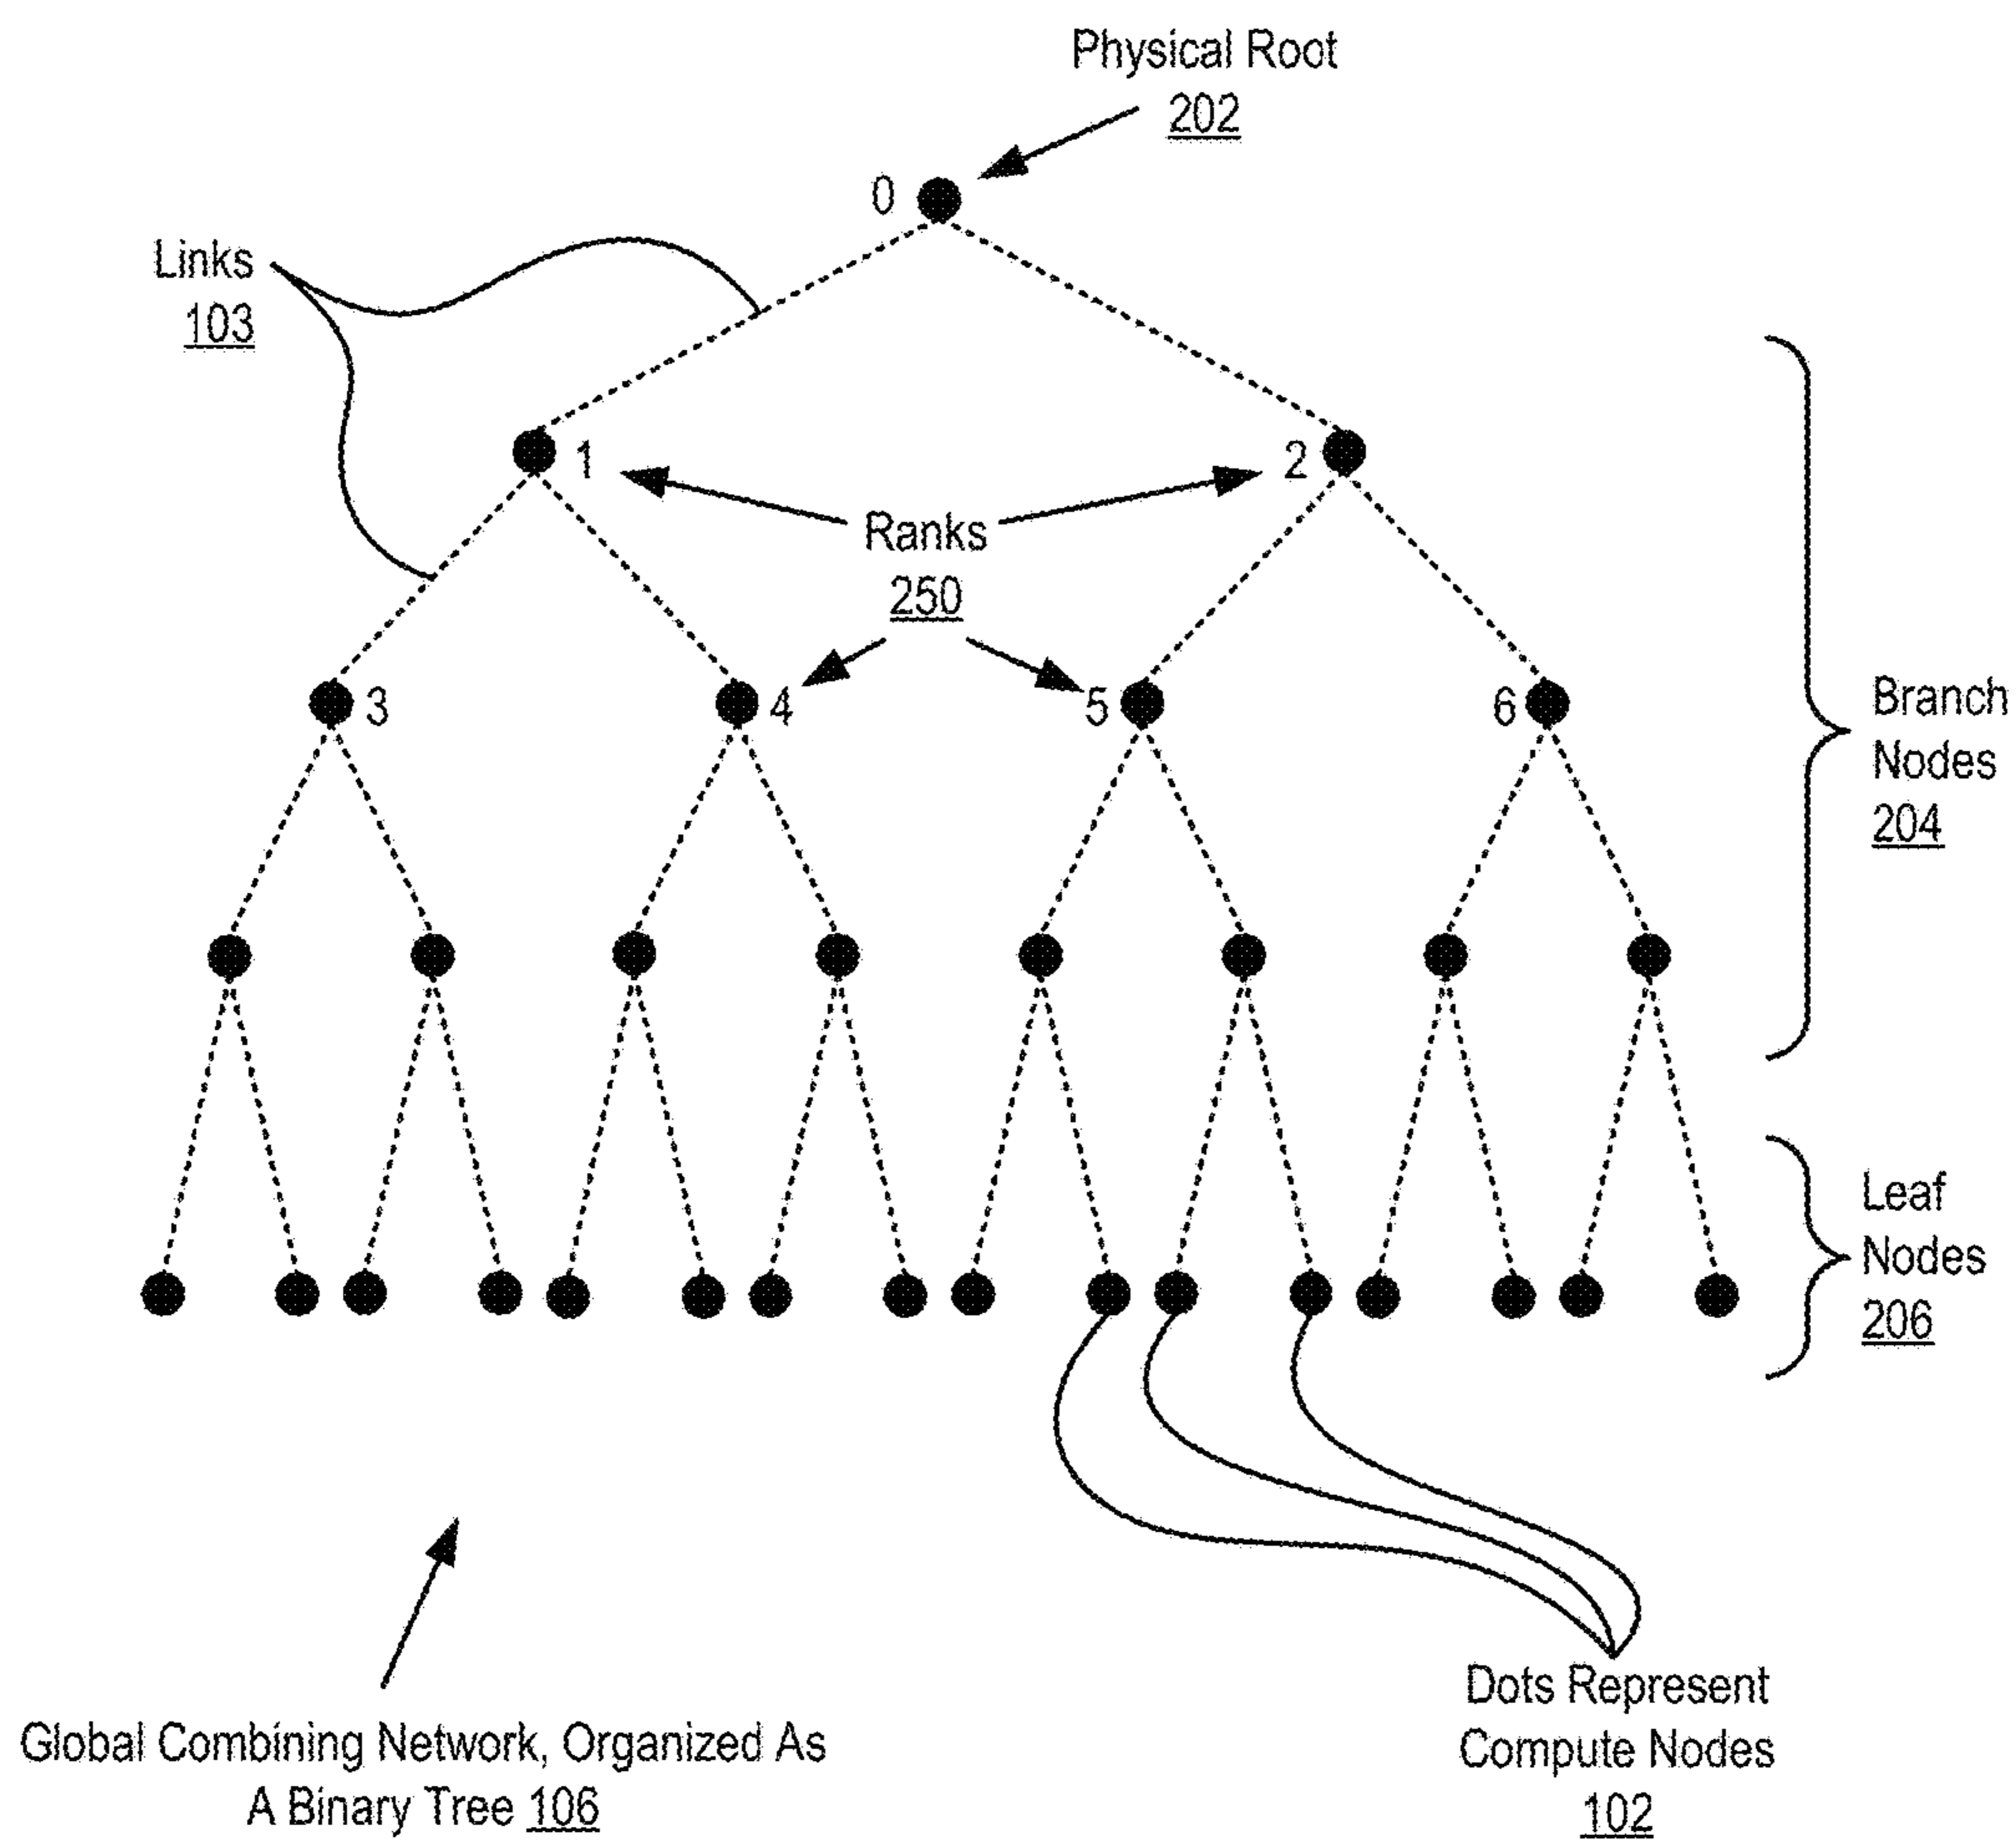 Physical Root
202
0
Links
103
1
2
Ranks
250
3
4
5
6
Branch
Nodes
204
Leaf
Nodes
206
Dots Represent
Compute Nodes
102
Global Combining Network, Organized As
A Binary Tree 106